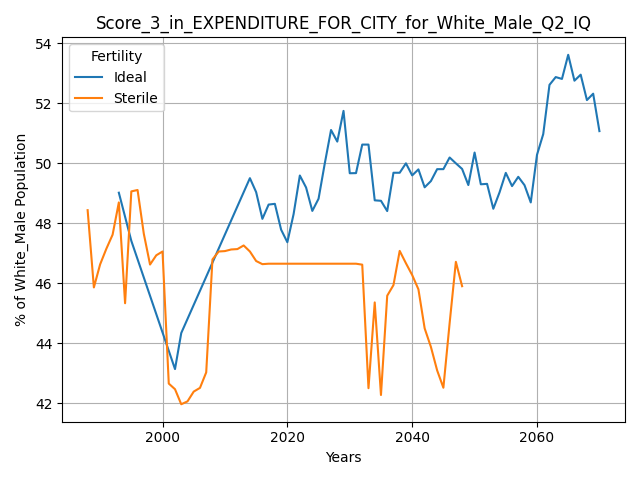 Score_3_in_EXPENDITURE_FOR_CITY_for_White_Male_Q2_IQ
Fertility
Ideal
Sterile
% of White_Male Population
54
52
50
48
46
44
42
2000
2020
2040
2060
Years